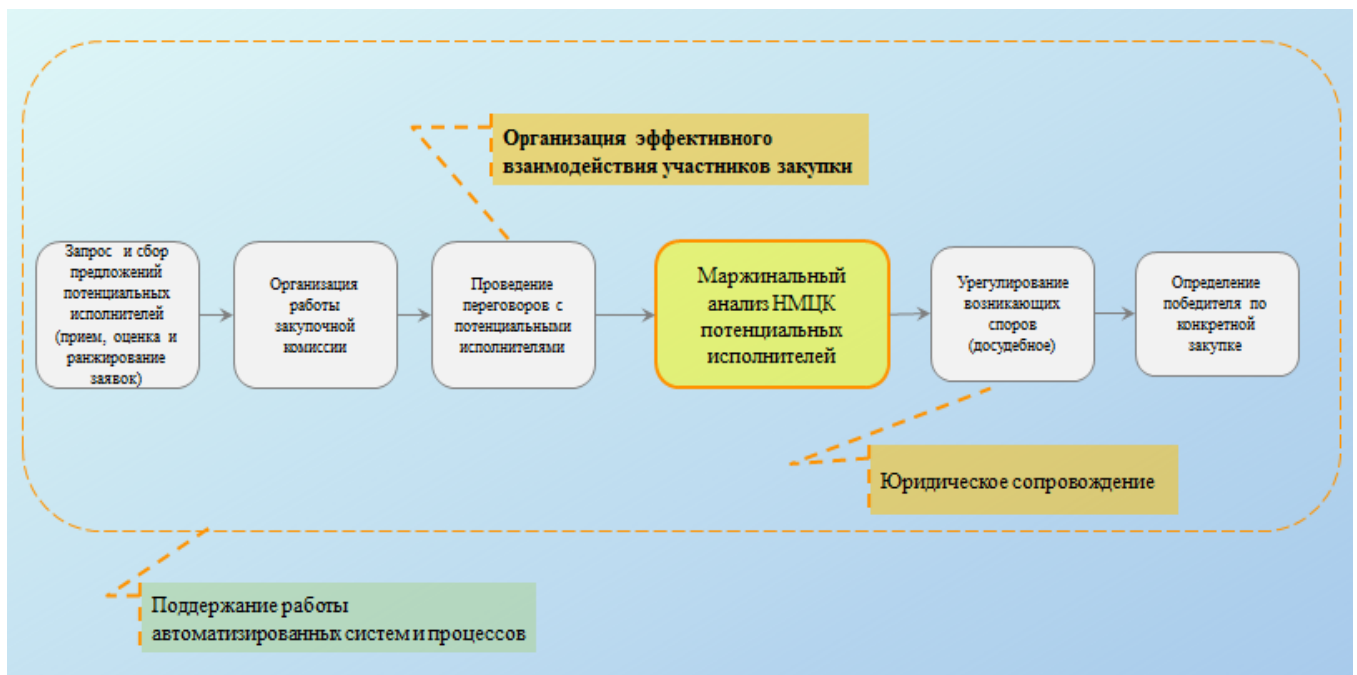 Организация эффективного
взаимодействия участников закупки
Запрос и сбор
предложений
потенциальных
исполнителей
(прием, оценка и
ранжирование
заявок)
Организация
работы
закупочной
комиссии
Проведение
переговоров с
потенциальными
исполнителями
Маржинальный
анализ НМЦК
потенциальных
исполнителей
Урегулирование
возникающих
споров
(досудебное)
Определение
победителя по
конкретной
закупке
Юридическое сопровождение
Поддержание работы
автоматизированных систем и процессов